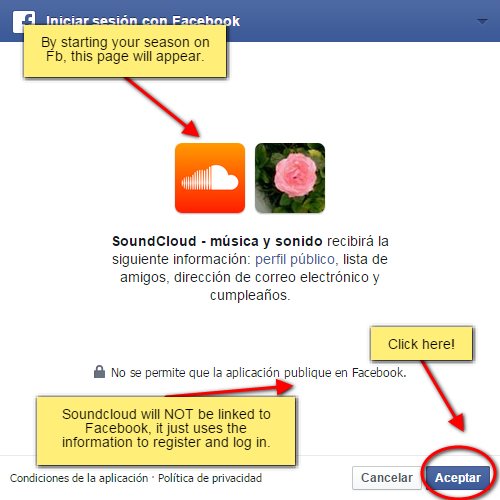 Iniciar sesión con Facebook
By starting your season on
Fb, this page will appear.
SoundCloud - música y sonido recibirá la
siguiente información: perfil público, lista de
amigos, dirección de correo electrónico y
cumpleaños.
Click here!
No se permite que la aplicación publique en Facebook.
Soundcloud will NOT be linked to
Facebook, it just uses the
information to register and log in.
Condiciones de la aplicación · Política de privacidad
Cancelar
Aceptar